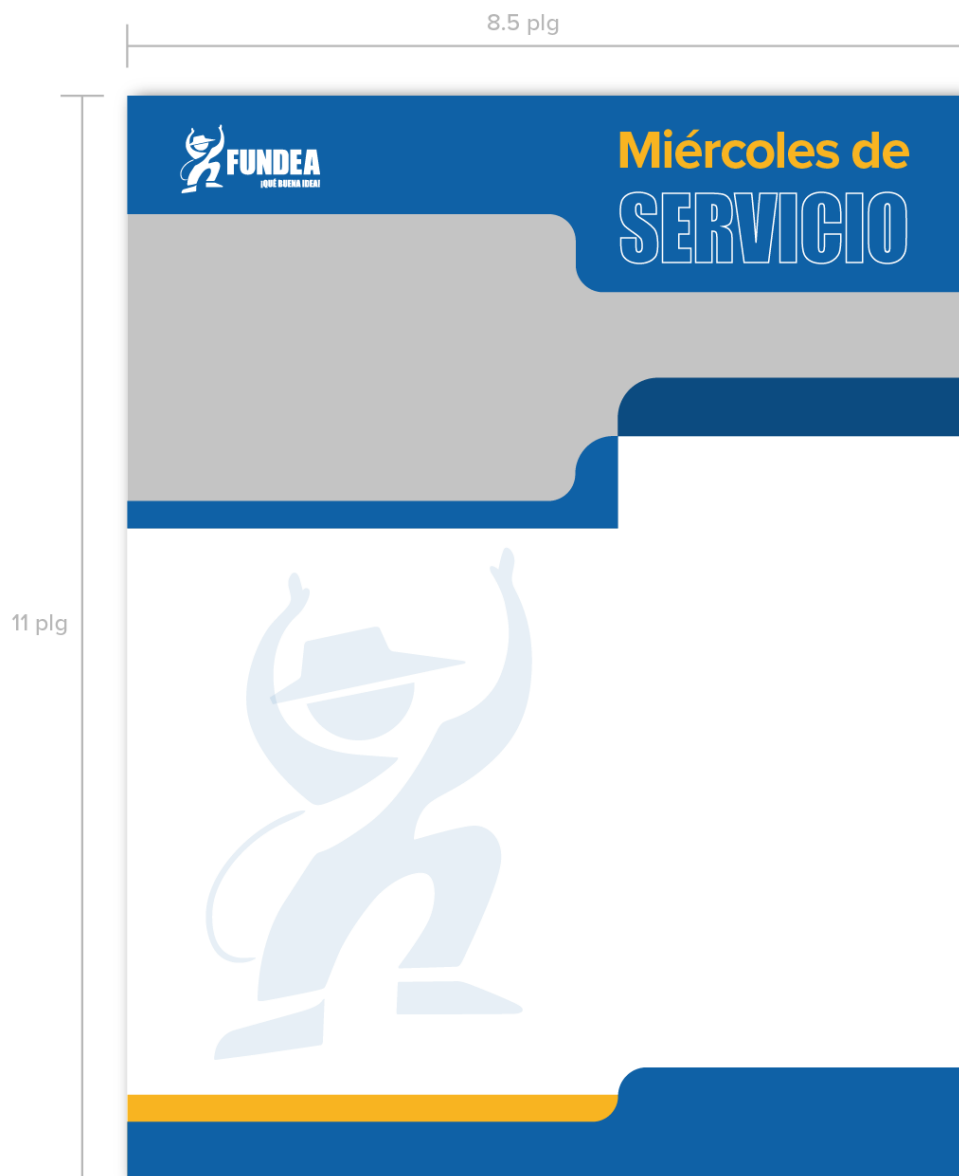 8.5 plg
FUNDEA
¡QUÉ BUENA IDEA!
Miércoles de
SERVICIO
11 plg